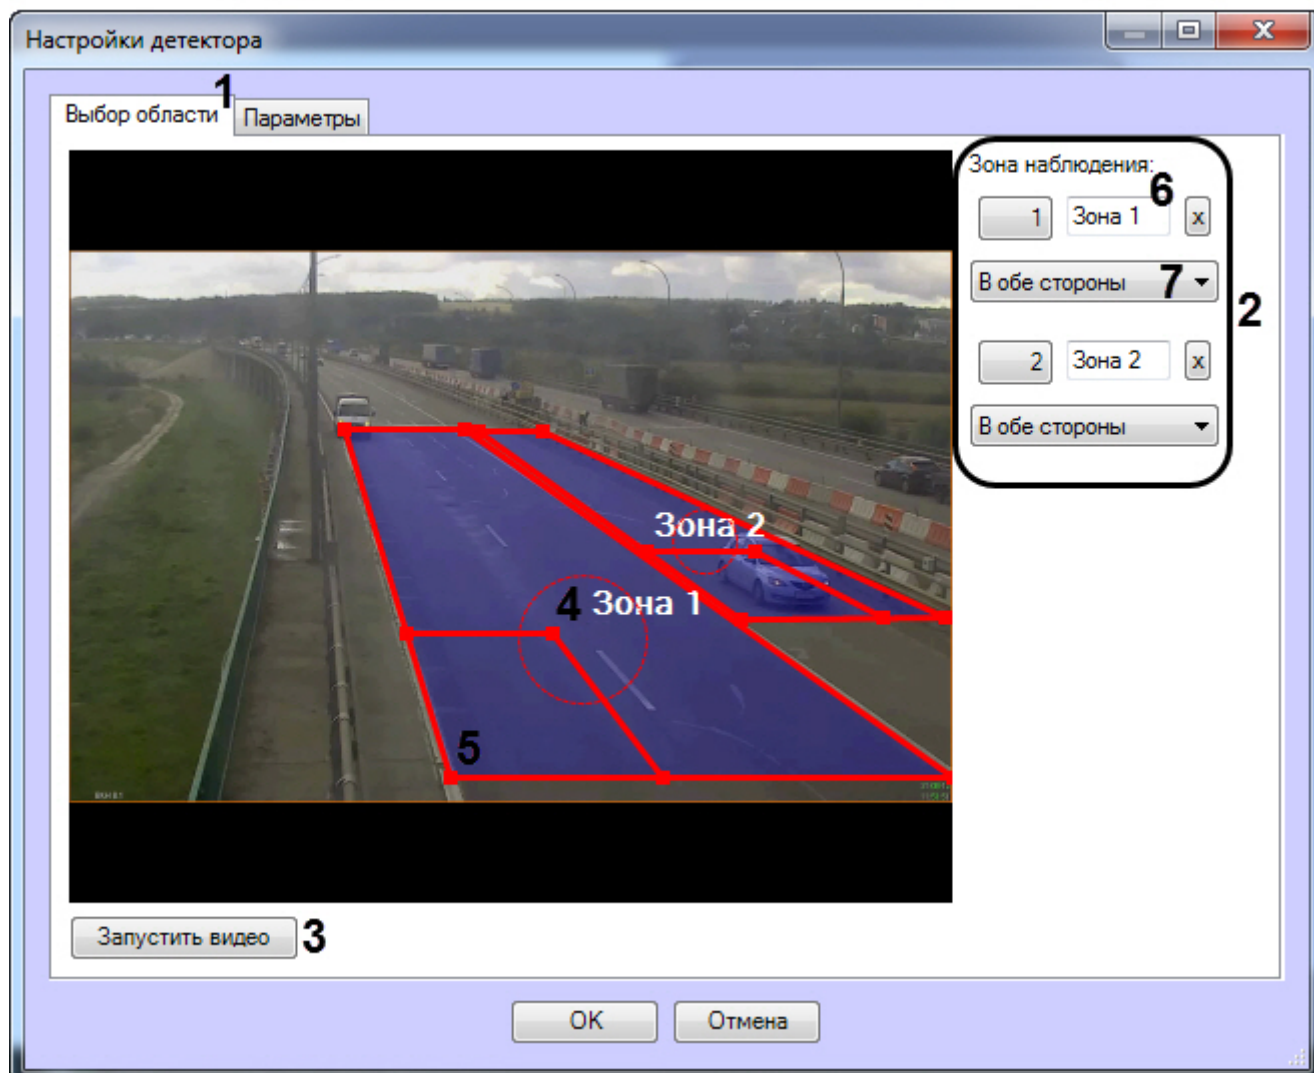 Настройки детектора
1
Выбор области
Параметры
Зона наблюдения:
6
1
Зона 1
x
В обе стороны
7
2
2
Зона 2
x
В обе стороны
Зона 2
4
Зона 1
5
Запустить видео
3
OK
Отмена